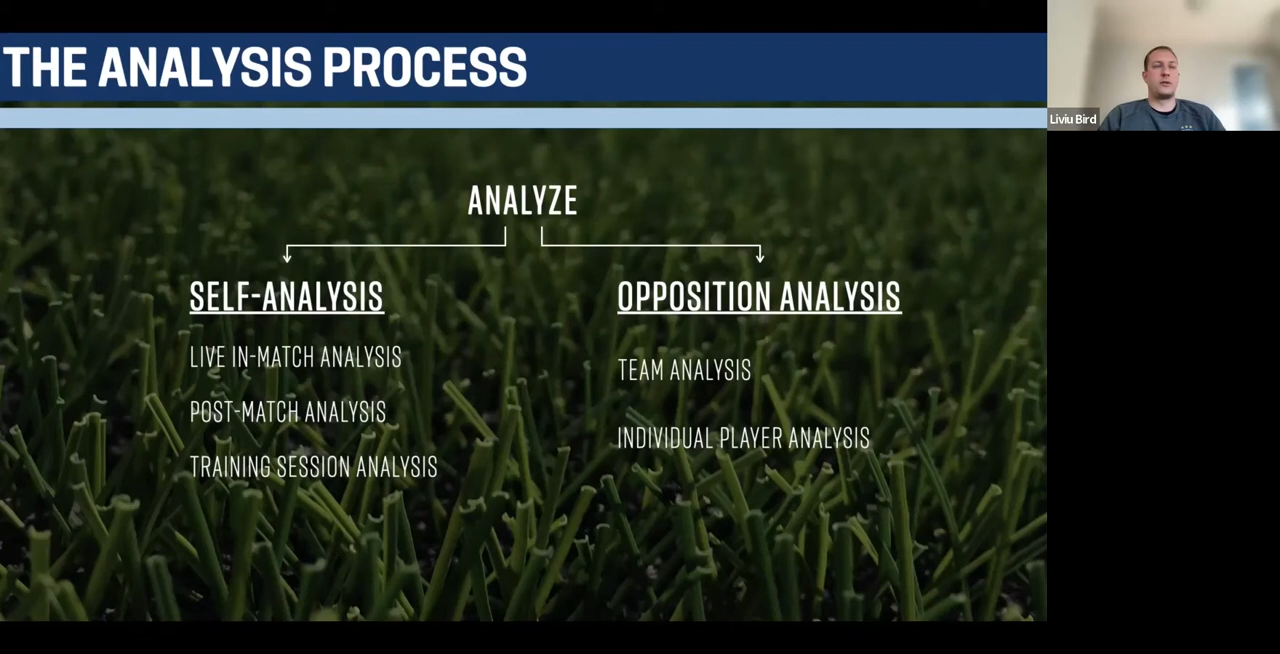 THE ANALYSIS PROCESS
Liviu Bird
ANALYZE
SELF-ANALYSIS
LIVE IN-MATCH ANALYSIS
POST-MATCH ANALYSIS
TRAINING SESSION ANALYSIS
OPPOSITION ANALYSIS
TEAM ANALYSIS
INDIVIDUAL PLAYER ANALYSIS